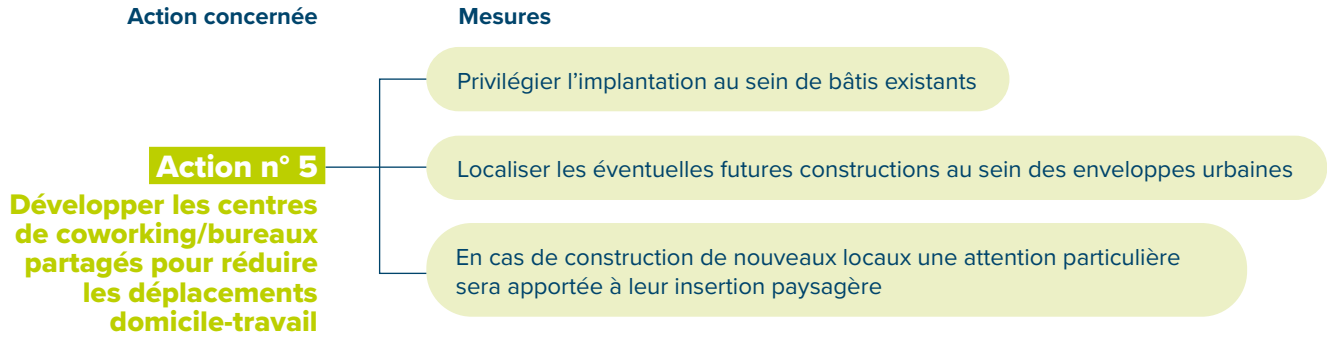 Action concernée
Mesures
Action n° 5
Développer les centres
de coworking/bureaux
partagés pour réduire
les déplacements
domicile-travail
Privilégier l’implantation au sein de bâtis existants
Localiser les éventuelles futures constructions au sein des enveloppes urbaines
En cas de construction de nouveaux locaux une attention particulière
sera apportée à leur insertion paysagère